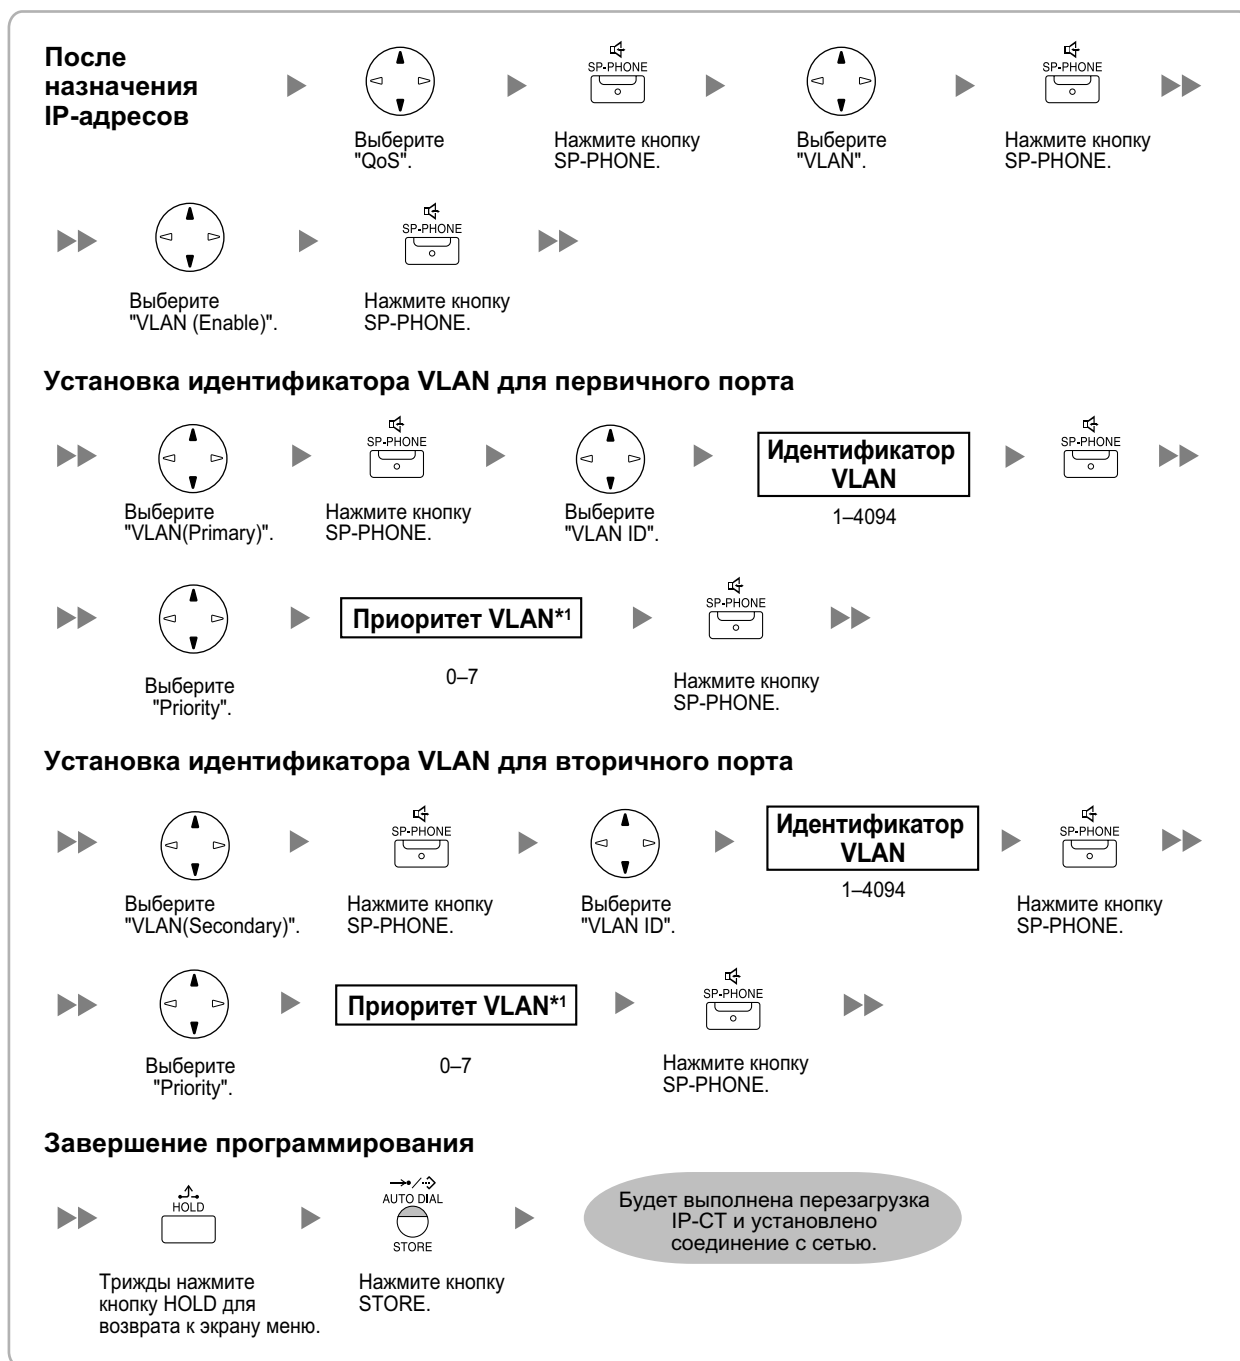 После
назначения
IP-адресов
SP-PHONE
SP-PHONE
Выберите
"QoS".
Нажмите кнопку
SP-PHONE.
Выберите
"VLAN".
Нажмите кнопку
SP-PHONE.
SP-PHONE
Выберите
"VLAN (Enable)".
Нажмите кнопку
SP-PHONE.
Установка идентификатора VLAN для первичного порта
SP-PHONE
Идентификатор
VLAN
SP-PHONE
Выберите
"VLAN(Primary)".
Нажмите кнопку
SP-PHONE.
Выберите
"VLAN ID".
1–4094
Приоритет VLAN*1
SP-PHONE
Выберите
"Priority".
0–7
Нажмите кнопку
SP-PHONE.
Установка идентификатора VLAN для вторичного порта
SP-PHONE
Идентификатор
VLAN
SP-PHONE
Выберите
"VLAN(Secondary)".
Нажмите кнопку
SP-PHONE.
Выберите
"VLAN ID".
1–4094
Нажмите кнопку
SP-PHONE.
Приоритет VLAN*1
SP-PHONE
Выберите
"Priority".
0–7
Нажмите кнопку
SP-PHONE.
Завершение программирования
HOLD
AUTO DIAL
STORE
Будет выполнена перезагрузка
IP-CT и установлено
соединение с сетью.
Трижды нажмите
кнопку HOLD для
возврата к экрану меню.
Нажмите кнопку
STORE.